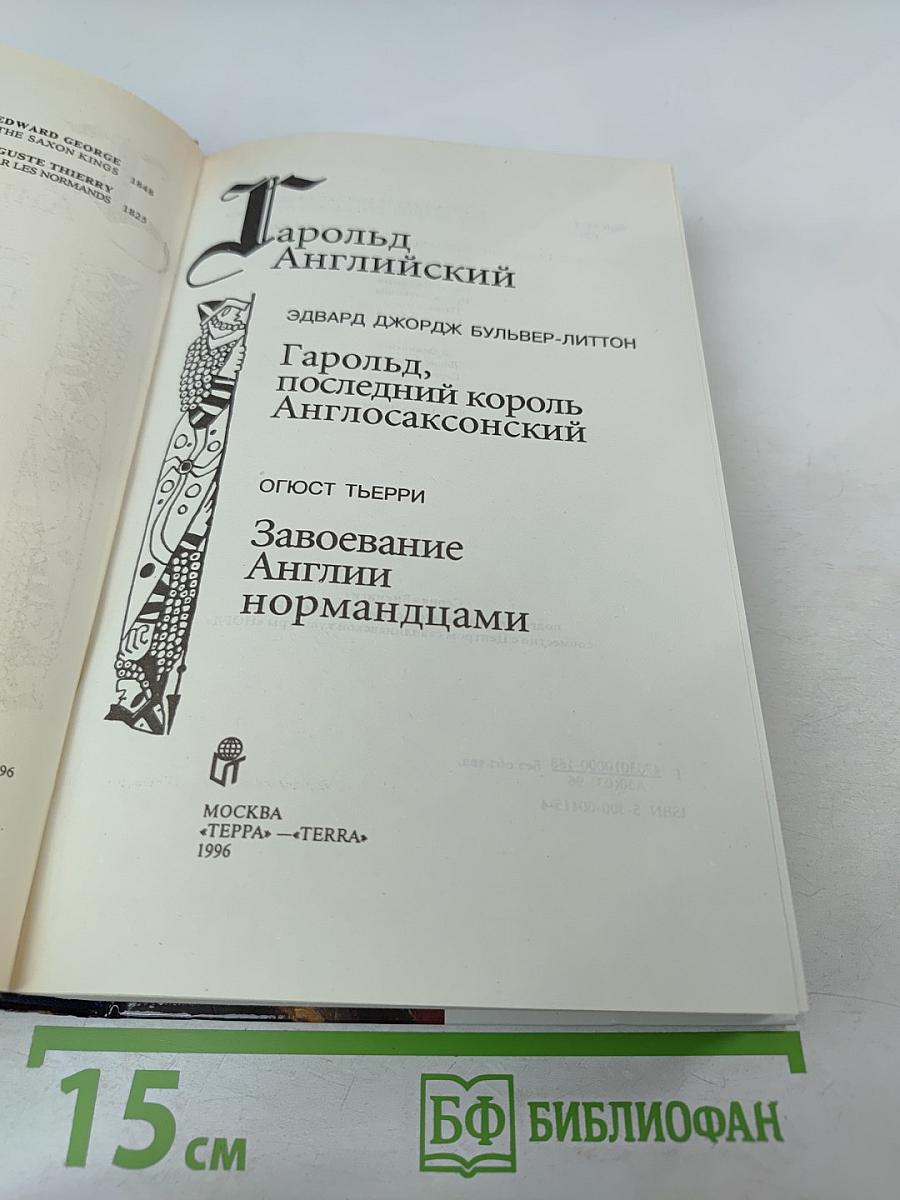 EDWARD GEORGE
THE SAXON KINGS 1848
GUSTE THIERRY
R LES NORMANDS 1825
96
Гарольд
Английский
ЭДВАРД ДЖОРДЖ БУЛЬВЕР-ЛИТТОН
Гарольд,
последний король
Англосаксонский
ОГЮСТ ТЬЕРРИ
Завоевание
Англии
нормандцами
МОСКВА
«ТЕРРА» —«TERRA»
1996
15 см
БФ БИБЛИОФАН